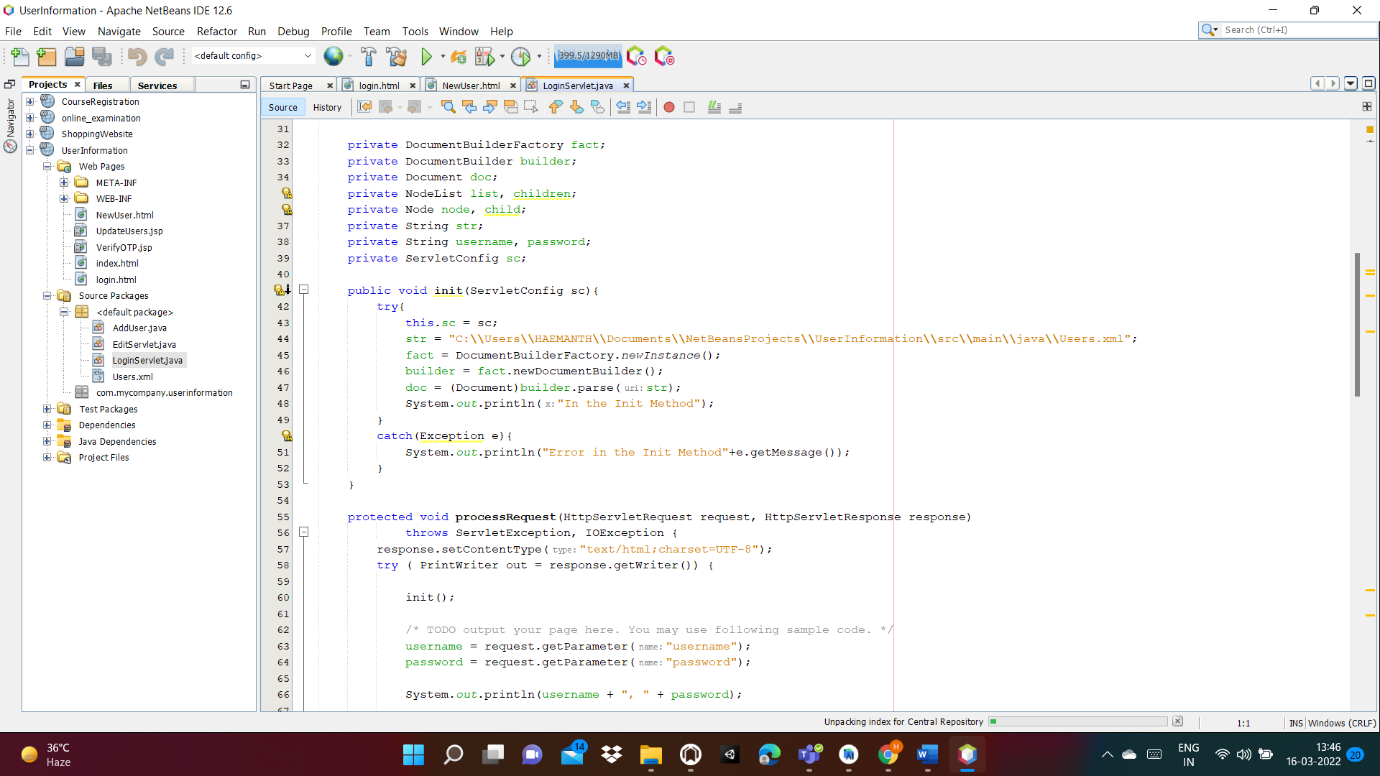 UserInformation - Apache NetBeans IDE 12.6
File Edit View Navigate Source Refactor Run Debug Profile Team Tools Window Help
Search (Ctrl+I)
<default config>
399.5/1290MB
Projects Files Services
Start Page login.html NewUser.html LoginServlet.java
Source History
Navigator
CourseRegistration
online_examination
ShoppingWebsite
UserInformation
Web Pages
META-INF
WEB-INF
NewUser.html
UpdateUsers.jsp
VerifyOTP.jsp
index.html
login.html
Source Packages
<default package>
AddUser.java
EditServlet.java
LoginServlet.java
Users.xml
com.mycompany.userinformation
Test Packages
Dependencies
Java Dependencies
Project Files
31
32 private DocumentBuilderFactory fact;
33 private DocumentBuilder builder;
34 private Document doc;
private NodeList list, children;
private Node node, child;
37 private String str;
38 private String username, password;
39 private ServletConfig sc;
40
public void init(ServletConfig sc){
42 try{
43 this.sc = sc;
44 str = "C:\\Users\\HAEMANTH\\Documents\\NetBeansProjects\\UserInformation\\src\\main\\java\\Users.xml";
45 fact = DocumentBuilderFactory.newInstance();
46 builder = fact.newDocumentBuilder();
47 doc = (Document)builder.parse( uri: str);
48 System.out.println( x: "In the Init Method");
49 }
catch(Exception e){
51 System.out.println("Error in the Init Method"+e.getMessage());
52 }
53 }
54
55 protected void processRequest(HttpServletRequest request, HttpServletResponse response)
56 throws ServletException, IOException {
57 response.setContentType( type: "text/html;charset=UTF-8");
58 try ( PrintWriter out = response.getWriter()) {
59
60 init();
61
62 /* TODO output your page here. You may use following sample code. */
63 username = request.getParameter( name: "username");
64 password = request.getParameter( name: "password");
65
66 System.out.println(username + ", " + password);
67
Unpacking index for Central Repository
1:1 INS Windows (CRLF)
36°C
Haze
14
H
ENG
IN
13:46
16-03-2022
20